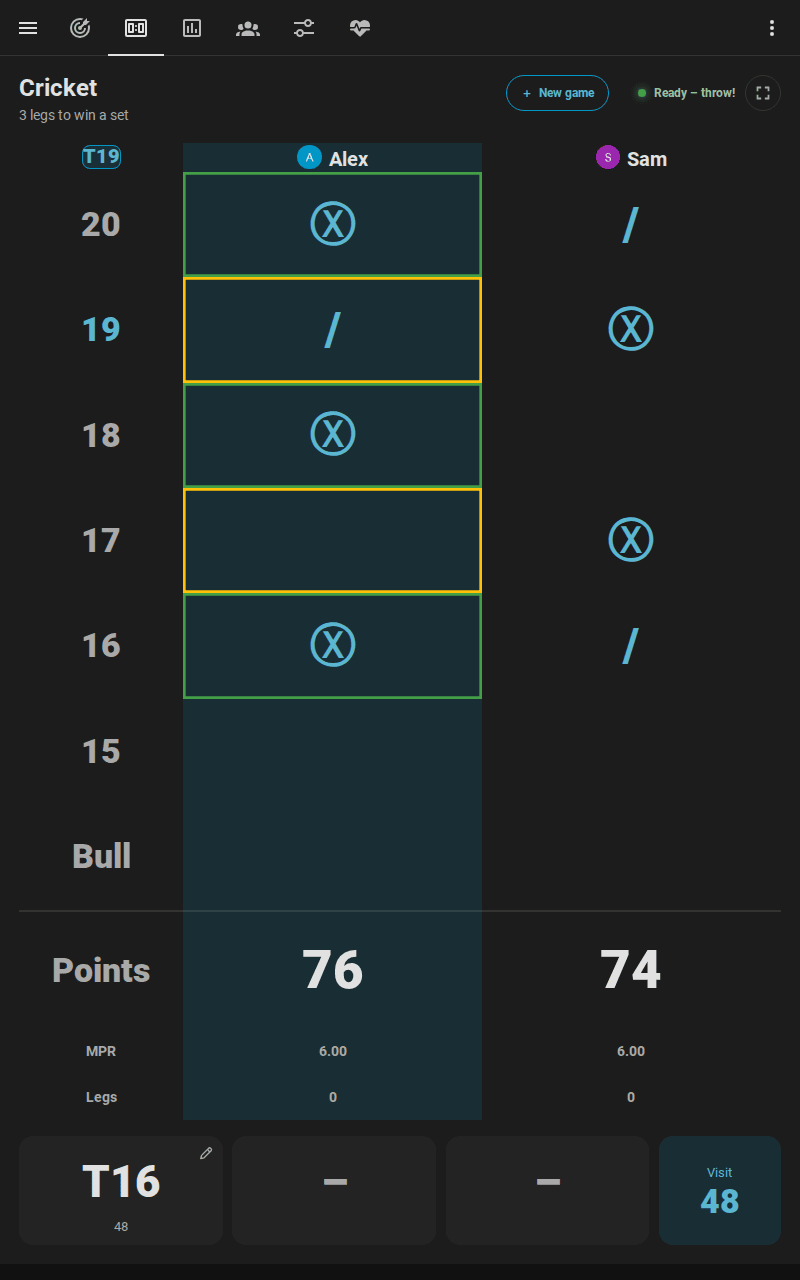 Cricket
3 legs to win a set
+ New game
Ready – throw!
T19
A Alex
S Sam
20 Ⓧ /
19 / Ⓧ
18 Ⓧ
17 Ⓧ
16 Ⓧ /
15
Bull
Points 76 74
MPR 6.00 6.00
Legs 0 0
T16
48
–
–
Visit
48